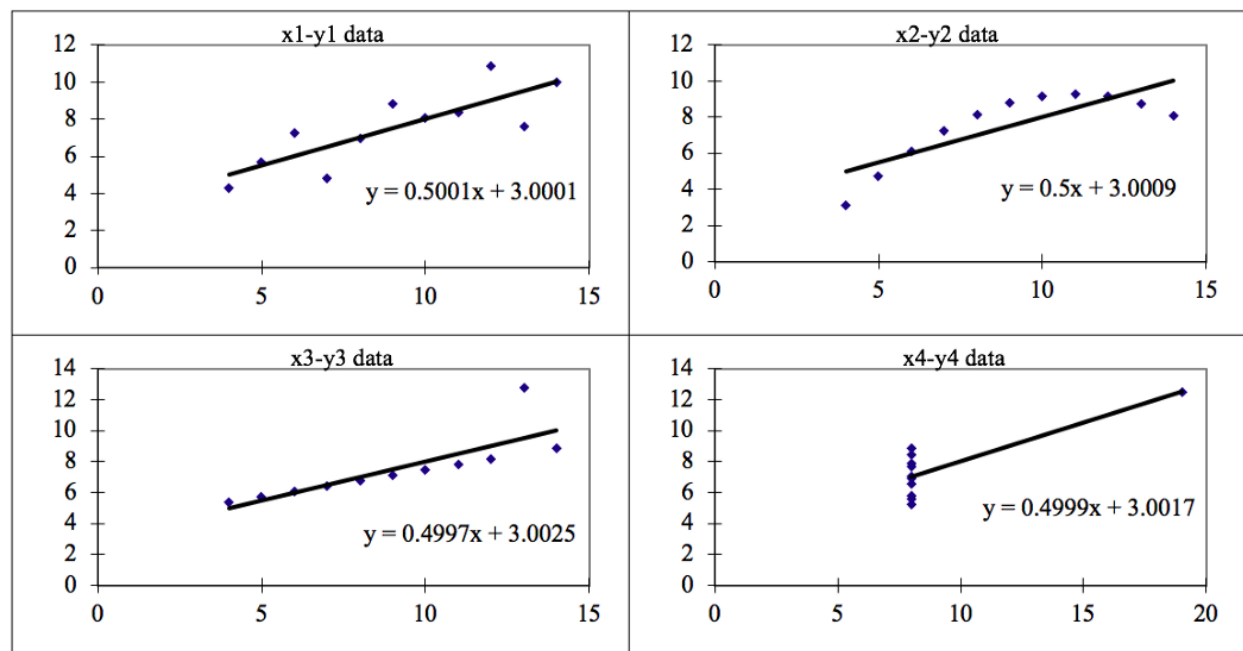 x1-y1 data
12
10
8
6
4
2
0
0 5 10 15
y = 0.5001x + 3.0001
x2-y2 data
12
10
8
6
4
2
0
0 5 10 15
y = 0.5x + 3.0009
x3-y3 data
14
12
10
8
6
4
2
0
0 5 10 15
y = 0.4997x + 3.0025
x4-y4 data
14
12
10
8
6
4
2
0
0 5 10 15 20
y = 0.4999x + 3.0017